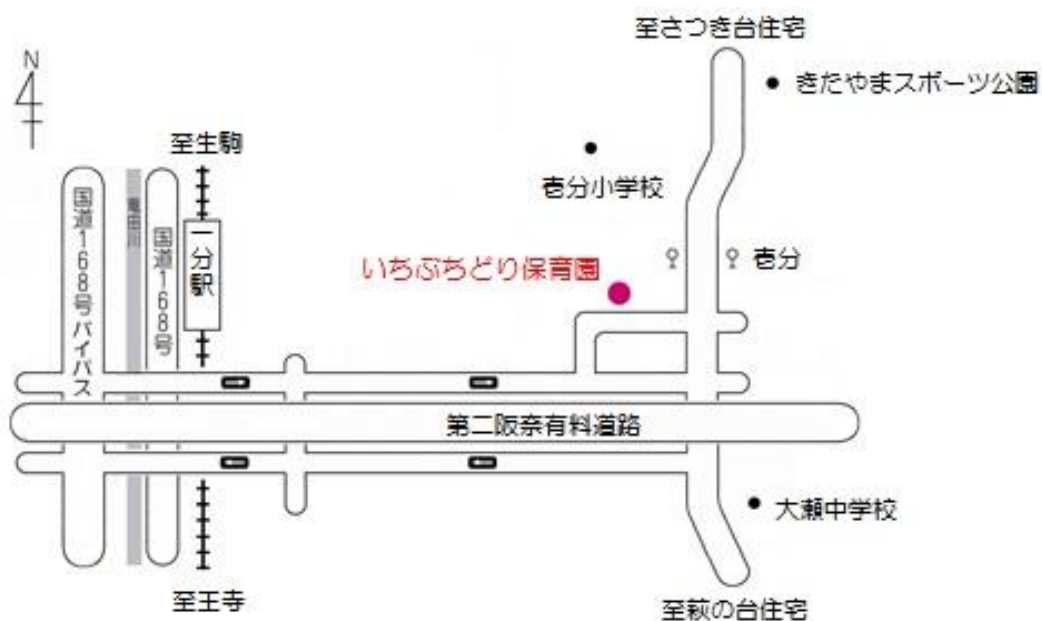 至さつき台住宅
きたやまスポーツ公園
N
至生駒
壱分小学校
国道168号バイパス
竜田川
国道168号
一分駅
壱分
いちぶちどり保育園
第二阪奈有料道路
大瀬中学校
至王寺
至萩の台住宅